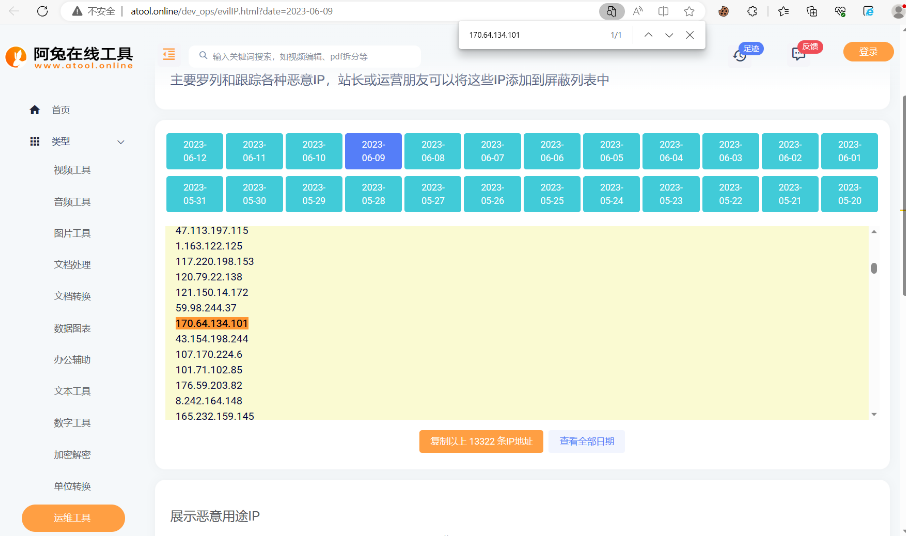 不安全 | atool.online/dev_ops/evilIP.html?date=2023-06-09
170.64.134.101 1/1
阿兔在线工具
www.atool.online
输入关键词搜索，如视频编辑、pdf拆分等
足迹
反馈
登录
主要罗列和跟踪各种恶意IP，站长或运营朋友可以将这些IP添加到屏蔽列表中
首页
类型
视频工具
音频工具
图片工具
文档处理
文档转换
数据图表
办公辅助
文本工具
数字工具
加密解密
单位转换
运维工具
2023-06-12 2023-06-11 2023-06-10 2023-06-09 2023-06-08 2023-06-07 2023-06-06 2023-06-05 2023-06-04 2023-06-03 2023-06-02 2023-06-01
2023-05-31 2023-05-30 2023-05-29 2023-05-28 2023-05-27 2023-05-26 2023-05-25 2023-05-24 2023-05-23 2023-05-22 2023-05-21 2023-05-20
47.113.197.115
1.163.122.125
117.220.198.153
120.79.22.138
121.150.14.172
59.98.244.37
170.64.134.101
43.154.198.244
107.170.224.6
101.71.102.85
176.59.203.82
8.242.164.148
165.232.159.145
复制以上 13322 条IP地址 查看全部日期
展示恶意用途IP